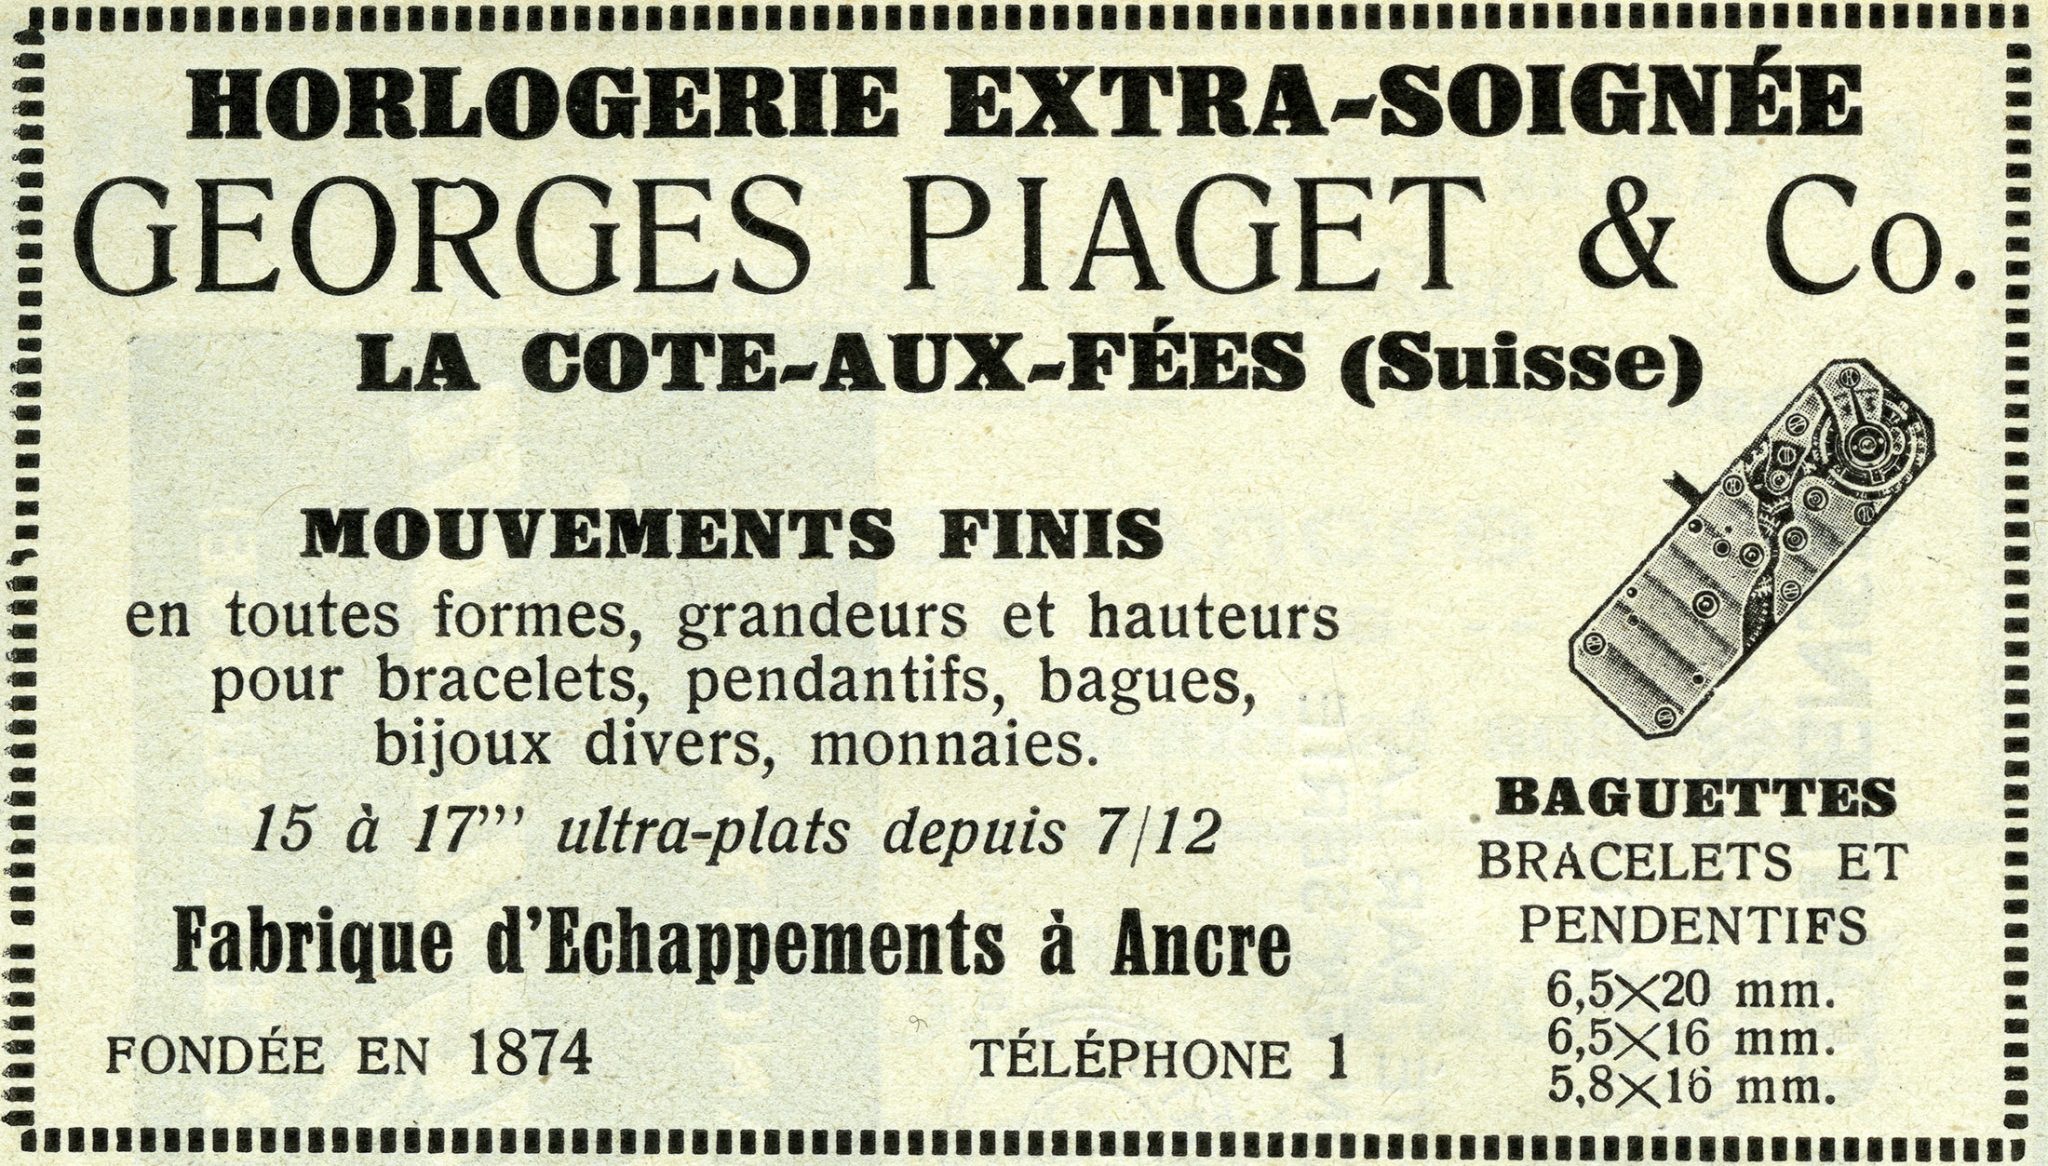 HORLOGERIE EXTRA-SOIGNÉE
GEORGES PIAGET & Co.
LA COTE-AUX-FÉES (Suisse)
MOUVEMENTS FINIS
en toutes formes, grandeurs et hauteurs
pour bracelets, pendantifs, bagues,
bijoux divers, monnaies.
15 à 17''' ultra-plats depuis 7/12
Fabrique d'Echappements à Ancre
FONDÉE EN 1874
TÉLÉPHONE 1
BAGUETTES
BRACELETS ET
PENDENTIFS
6,5×20 mm.
6,5×16 mm.
5,8×16 mm.